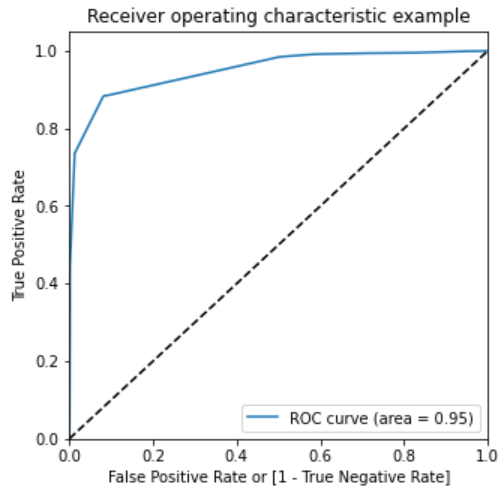 Receiver operating characteristic example
1.0
0.8
0.6
0.4
0.2
0.0
True Positive Rate
ROC curve (area = 0.95)
0.0 0.2 0.4 0.6 0.8 1.0
False Positive Rate or [1 - True Negative Rate]